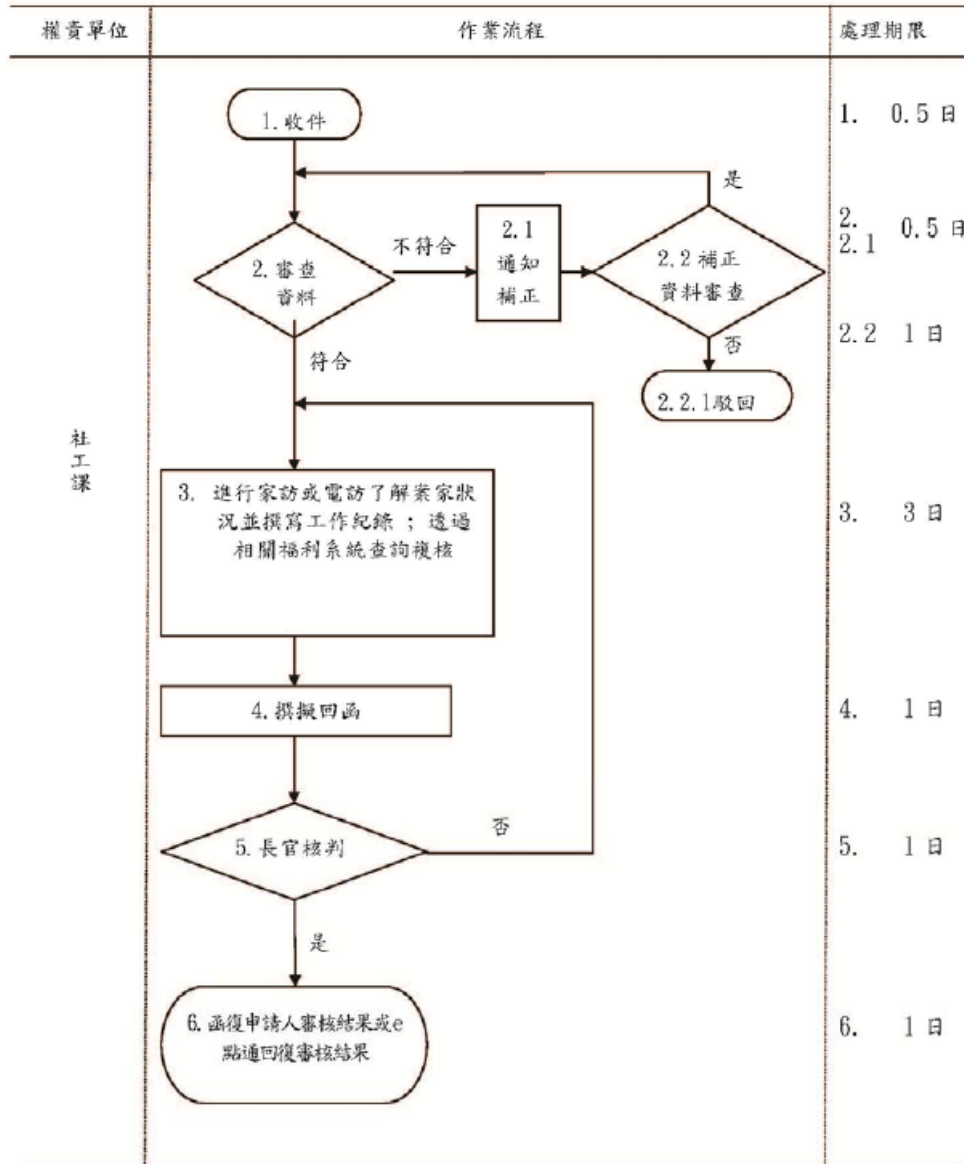 權責單位
作業流程
處理期限
社
工
課
1.收件
是
2.審查
資料
不符合
2.1
通知
補正
2.2補正
資料審查
否
2.2.1駁回
符合
3. 進行家訪或電訪了解案家狀
況並撰寫工作紀錄；透過
相關福利系統查詢複核
4.撰擬回函
5.長官核判
否
是
6.函復申請人審核結果或e
點通回復審核結果
1. 0.5日
2.
2.1 0.5日
2.2 1日
3. 3日
4. 1日
5. 1日
6. 1日